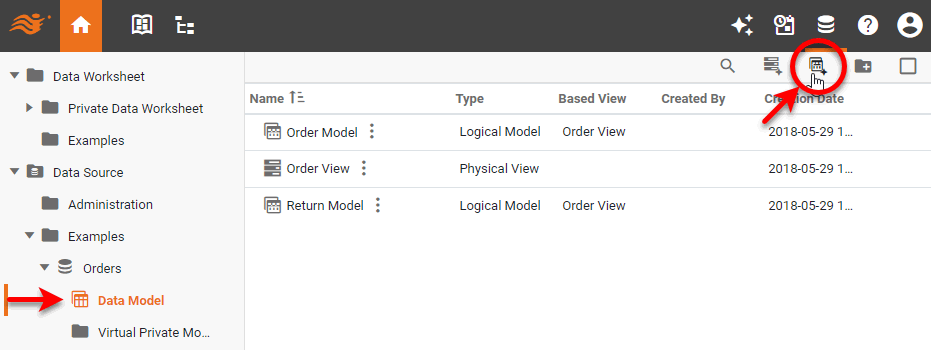 Data Worksheet
Private Data Worksheet
Examples
Data Source
Administration
Examples
Orders
Data Model
Virtual Private Mo...
Name Type Based View Created By Creation Date
Order Model Logical Model Order View 2018-05-29 1...
Order View Physical View 2018-05-29 1...
Return Model Logical Model Order View 2018-05-29 1...